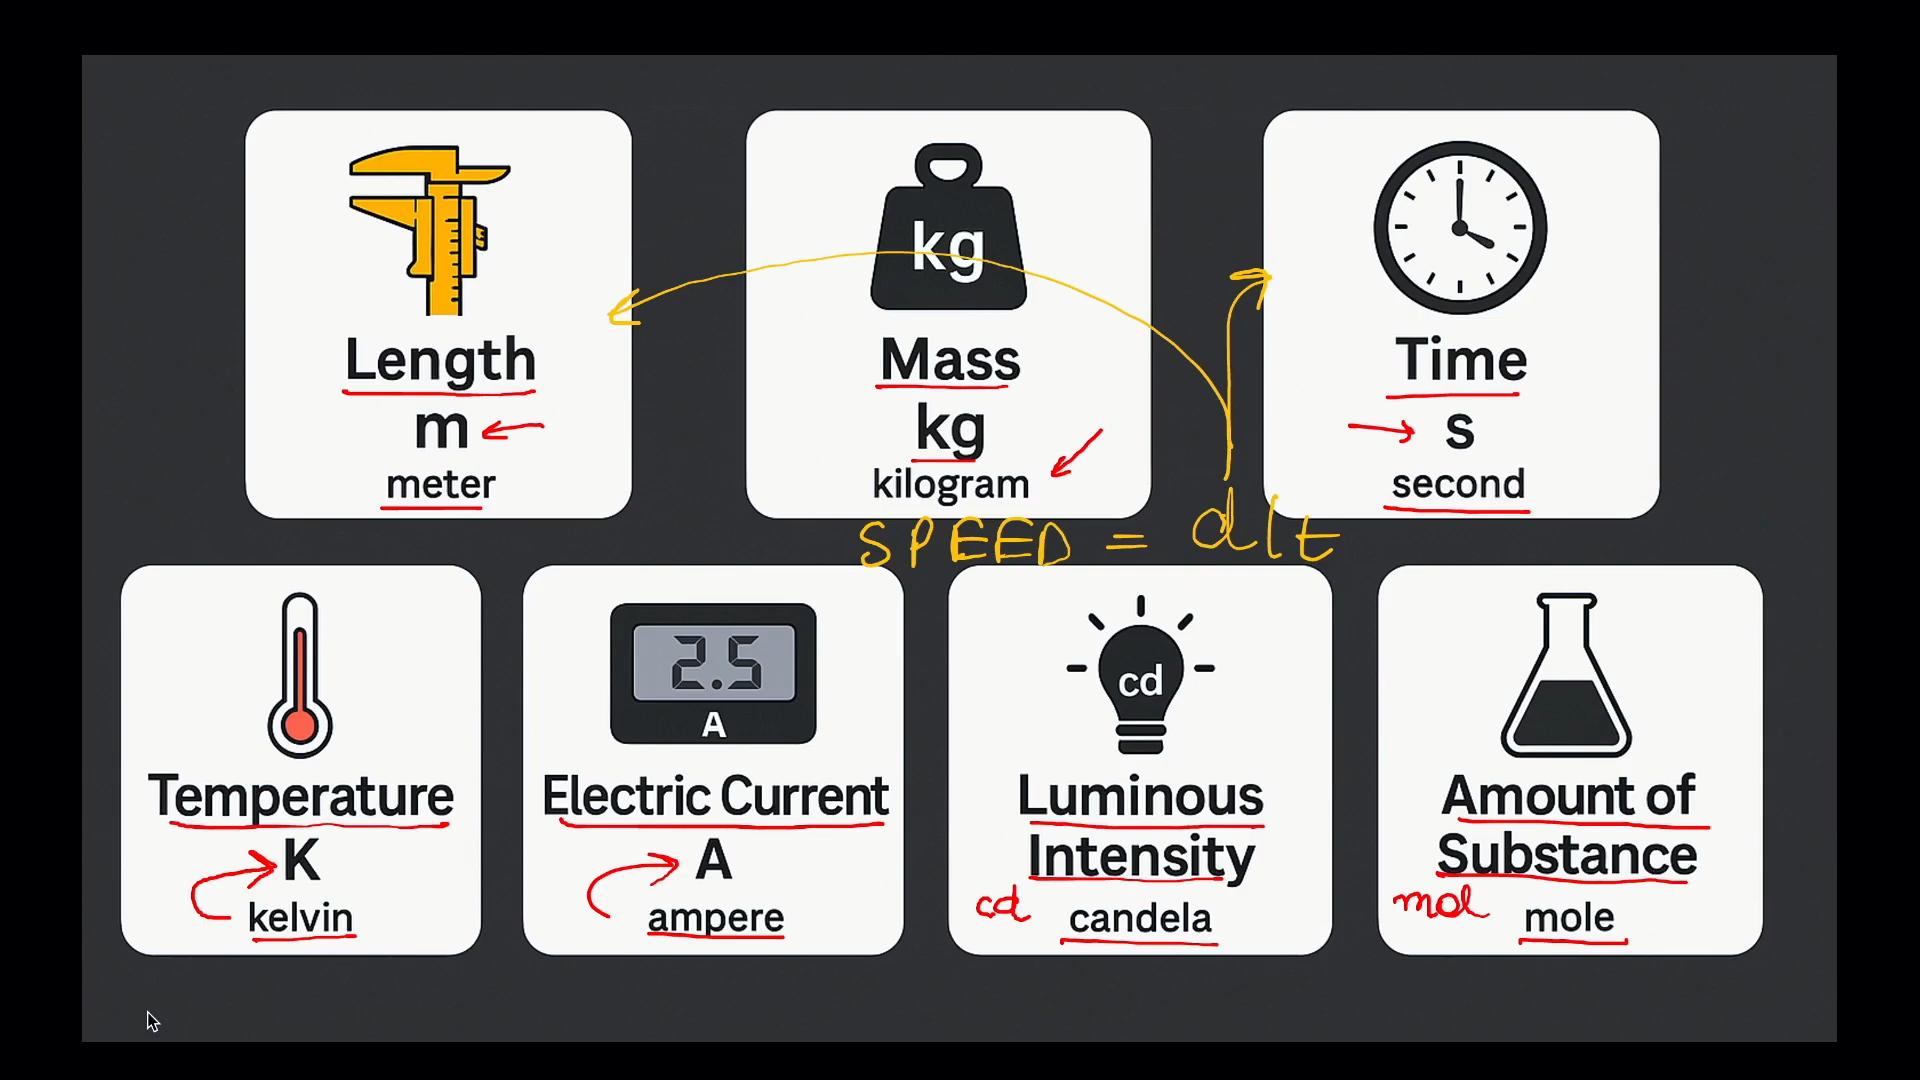 kg
Length
m
meter
Mass
kg
kilogram
Time
s
second
SPEED = d/t
Temperature
K
kelvin
2.5
A
Electric Current
A
ampere
cd
Luminous
Intensity
cd candela
Amount of
Substance
mol mole